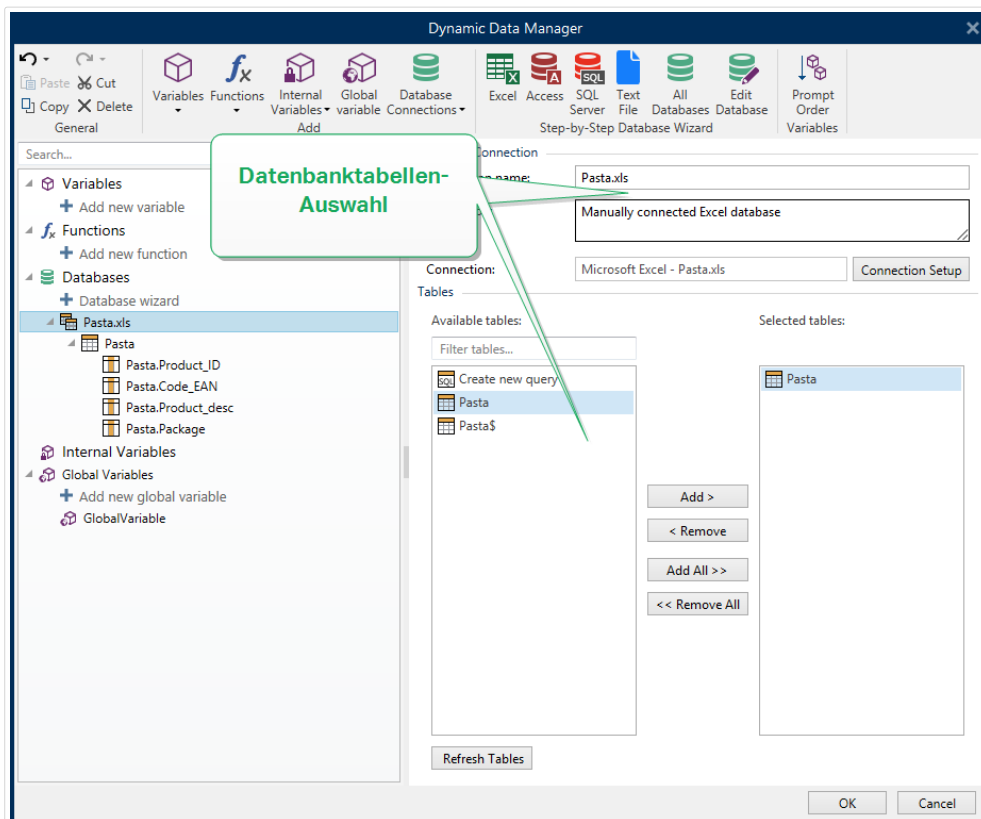 Dynamic Data Manager
Paste Cut
Copy Delete
General
Variables Functions Internal Variables Global variable Database Connections
Add
Excel Access SQL Server Text File All Databases Edit Database
Step-by-Step Database Wizard
Prompt Order
Variables
Search...
Connection
Datenbanktabellen-
Auswahl
name:
Pasta.xls
Manually connected Excel database
Connection:
Microsoft Excel - Pasta.xls
Connection Setup
Variables
Add new variable
Functions
Add new function
Databases
Database wizard
Pasta.xls
Pasta
Pasta.Product_ID
Pasta.Code_EAN
Pasta.Product_desc
Pasta.Package
Internal Variables
Global Variables
Add new global variable
GlobalVariable
Tables
Available tables:
Filter tables...
SQL Create new query
Pasta
Pasta$
Selected tables:
Pasta
Add >
< Remove
Add All >>
<< Remove All
Refresh Tables
OK
Cancel